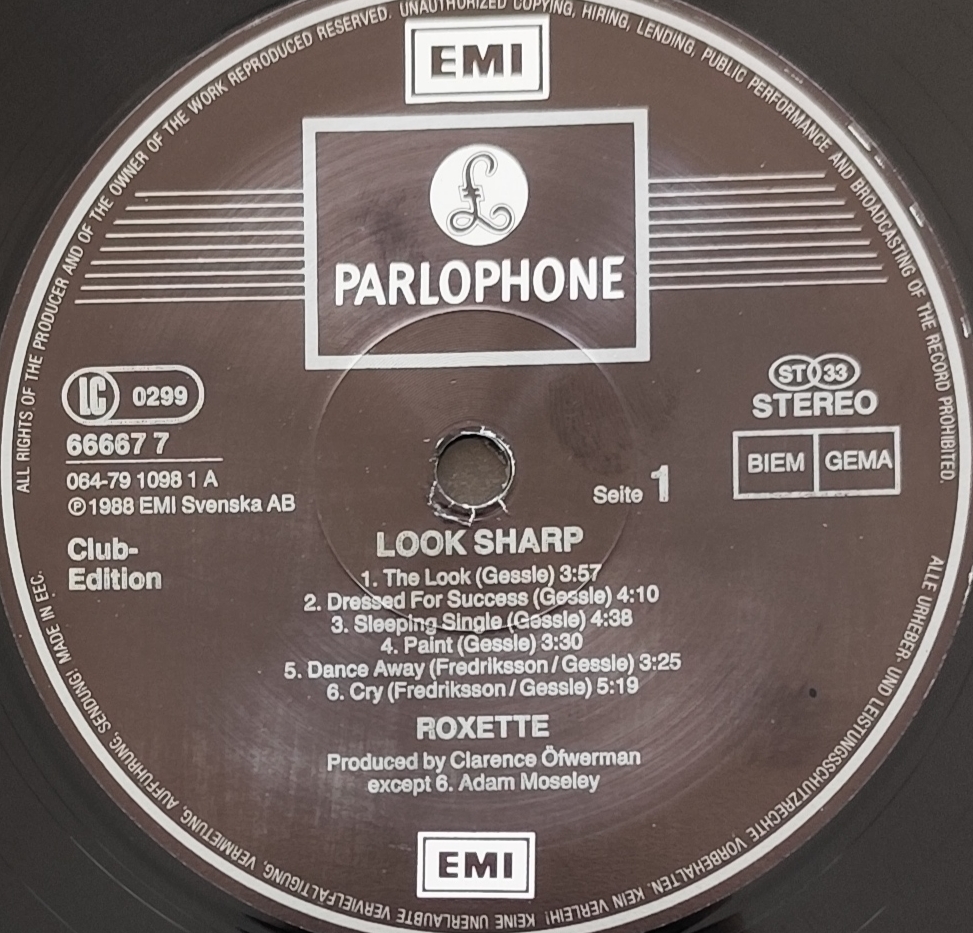 ALL RIGHTS OF THE PRODUCER AND OF THE OWNER OF THE WORK REPRODUCED RESERVED. UNAUTHORIZED COPYING, HIRING, LENDING, PUBLIC PERFORMANCE AND BROADCASTING OF THE RECORD PROHIBITED.
EMI
£
PARLOPHONE
LC 0299
66667 7
064-79 1098 1 A
℗ 1988 EMI Svenska AB
Club-
Edition
ST 33
STEREO
BIEM GEMA
Seite 1
LOOK SHARP
1. The Look (Gessle) 3:57
2. Dressed For Success (Gessle) 4:10
3. Sleeping Single (Gessle) 4:38
4. Paint (Gessle) 3:30
5. Dance Away (Fredriksson / Gessle) 3:25
6. Cry (Fredriksson / Gessle) 5:19
ROXETTE
Produced by Clarence Öfwerman
except 6. Adam Moseley
EMI
ALLE URHEBER- UND LEISTUNGSSCHUTZRECHTE VORBEHALTEN. KEIN VERLEIH! KEINE UNERLAUBTE VERVIELFÄLTIGUNG, VERMIETUNG, AUFFÜHRUNG, SENDUNG! MADE IN EEC.